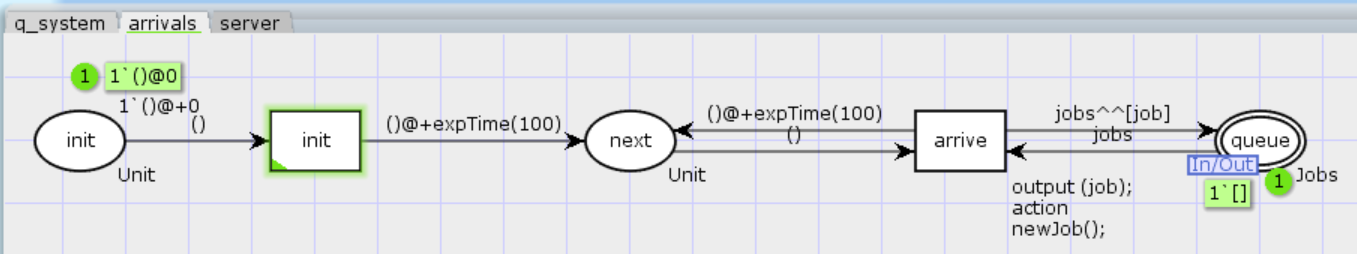 q_system arrivals server
1 1`()@0
1`()@+0
()
init
Unit
init
()@+expTime(100)
next
Unit
()@+expTime(100)
()
arrive
jobs^^[job]
jobs
output (job);
action
newJob();
queue
In/Out
1
Jobs
1`[]